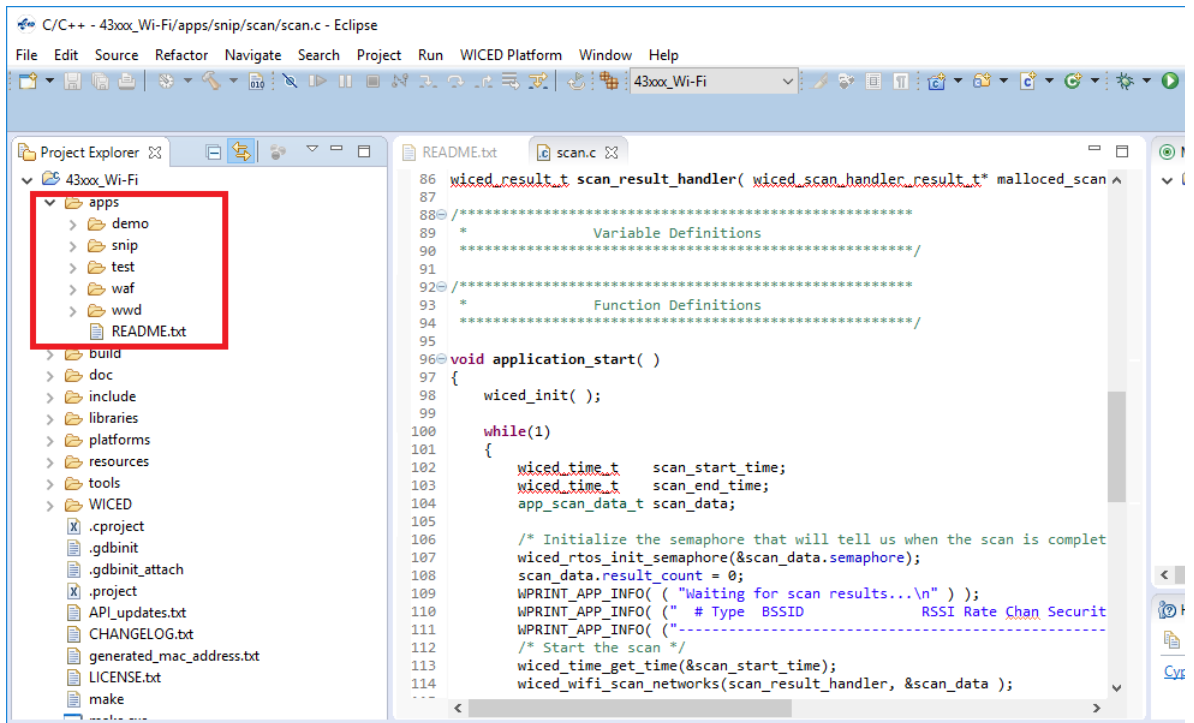 C/C++ - 43xxx_Wi-Fi/apps/snip/scan/scan.c - Eclipse
File Edit Source Refactor Navigate Search Project Run WICED Platform Window Help
010 43xxx_Wi-Fi
Project Explorer
README.txt scan.c
43xxx_Wi-Fi
apps
demo
snip
test
waf
wwd
README.txt
build
doc
include
libraries
platforms
resources
tools
WICED
.cproject
.gdbinit
.gdbinit_attach
.project
API_updates.txt
CHANGELOG.txt
generated_mac_address.txt
LICENSE.txt
make
86 wiced_result_t scan_result_handler( wiced_scan_handler_result_t* malloced_scan
87
88 /******************************************************
89 * Variable Definitions
90 ******************************************************/
91
92 /******************************************************
93 * Function Definitions
94 ******************************************************/
95
96 void application_start( )
97 {
98 wiced_init( );
99
100 while(1)
101 {
102 wiced_time_t scan_start_time;
103 wiced_time_t scan_end_time;
104 app_scan_data_t scan_data;
105
106 /* Initialize the semaphore that will tell us when the scan is complet
107 wiced_rtos_init_semaphore(&scan_data.semaphore);
108 scan_data.result_count = 0;
109 WPRINT_APP_INFO( ( "Waiting for scan results...\n" ) );
110 WPRINT_APP_INFO( (" # Type BSSID RSSI Rate Chan Securit
111 WPRINT_APP_INFO( ("----------------------------------------------------
112 /* Start the scan */
113 wiced_time_get_time(&scan_start_time);
114 wiced_wifi_scan_networks(scan_result_handler, &scan_data );
Cyp